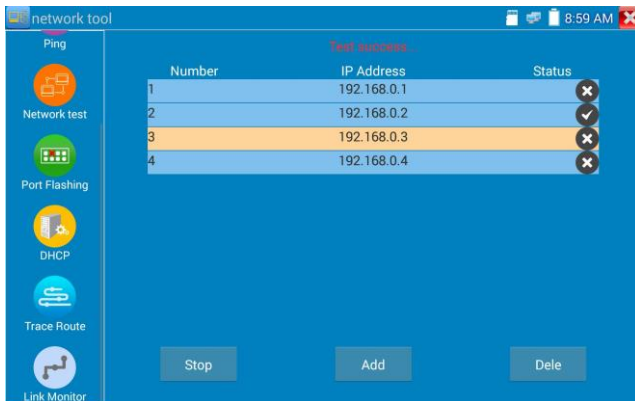 network tool
8:59 AM
Ping
Network test
Port Flashing
DHCP
Trace Route
Link Monitor
Test success...
Number IP Address Status
1 192.168.0.1
2 192.168.0.2
3 192.168.0.3
4 192.168.0.4
Stop Add Dele